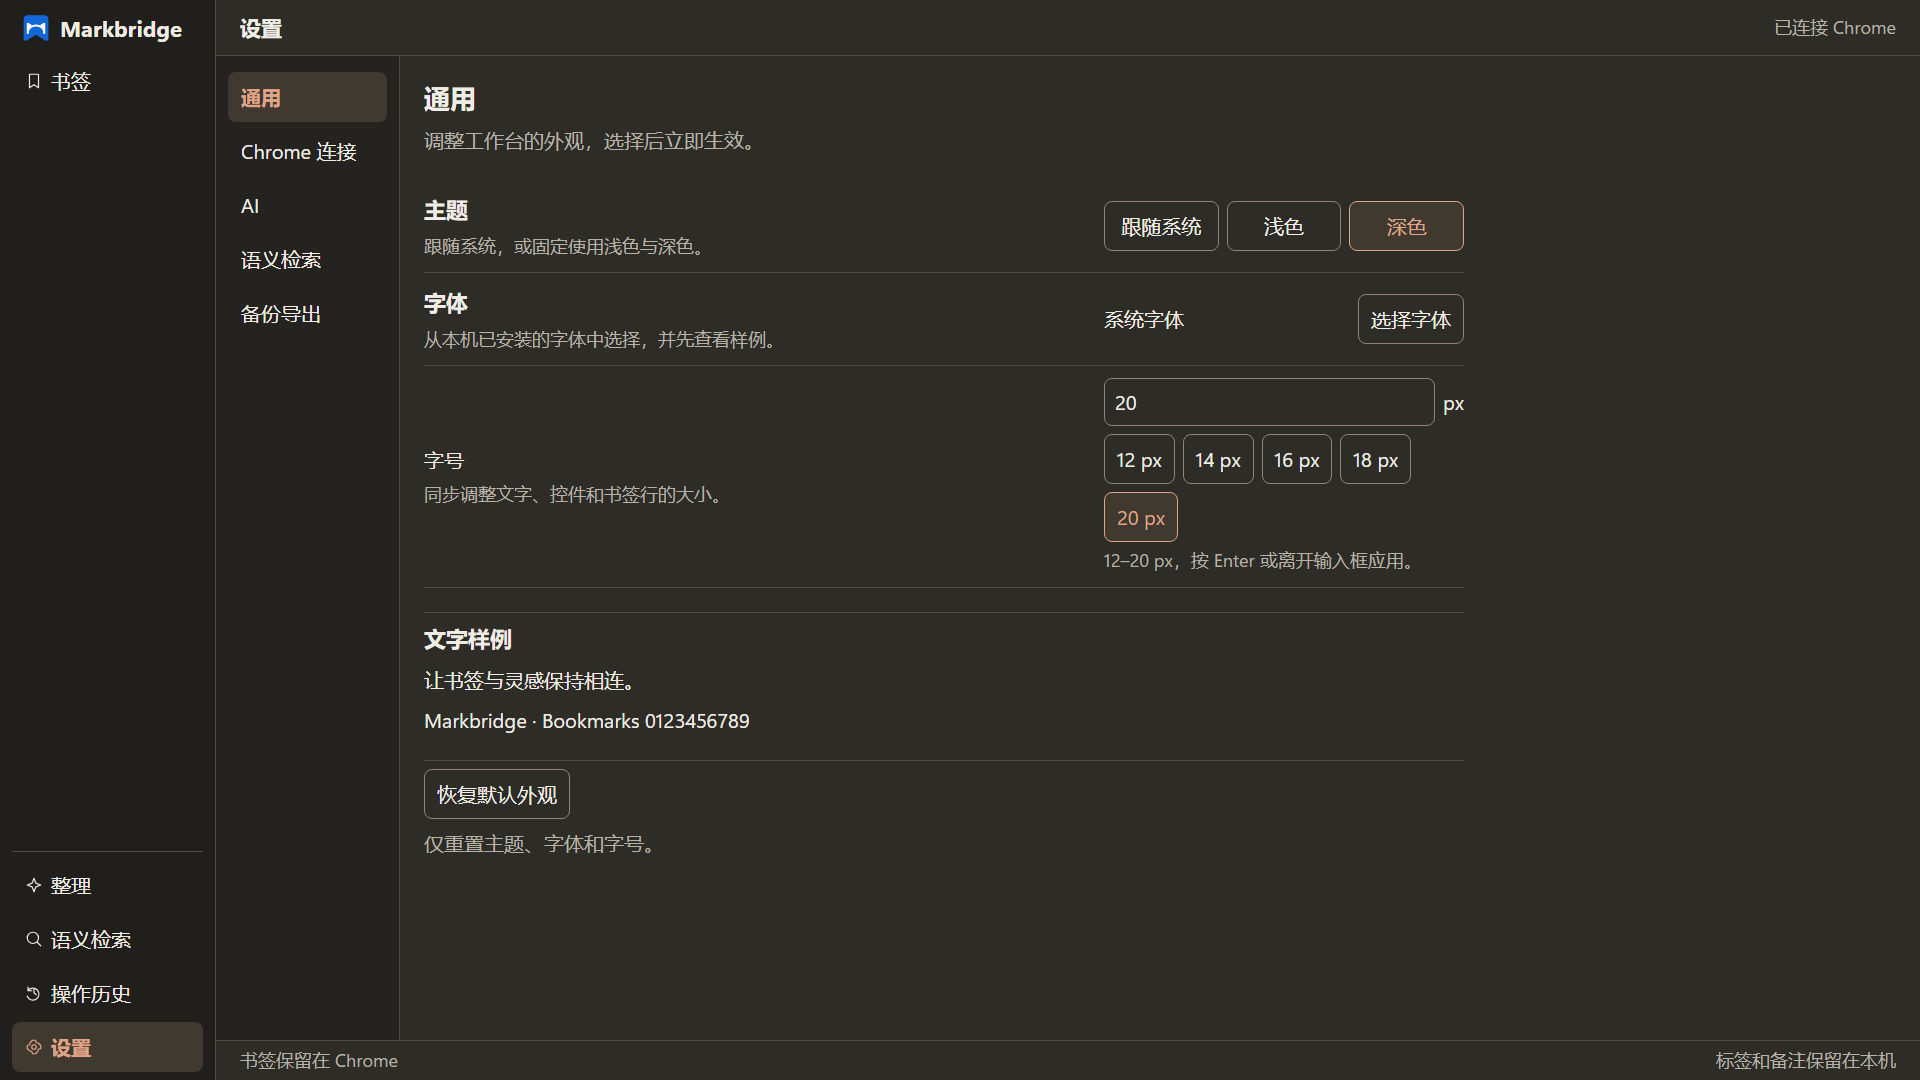 Markbridge
书签
整理
语义检索
操作历史
设置
设置
已连接 Chrome
通用
Chrome 连接
AI
语义检索
备份导出
通用
调整工作台的外观，选择后立即生效。
主题
跟随系统，或固定使用浅色与深色。
跟随系统
浅色
深色
字体
从本机已安装的字体中选择，并先查看样例。
系统字体
选择字体
字号
同步调整文字、控件和书签行的大小。
20 px
12 px
14 px
16 px
18 px
20 px
12–20 px，按 Enter 或离开输入框应用。
文字样例
让书签与灵感保持相连。
Markbridge · Bookmarks 0123456789
恢复默认外观
仅重置主题、字体和字号。
书签保留在 Chrome
标签和备注保留在本机